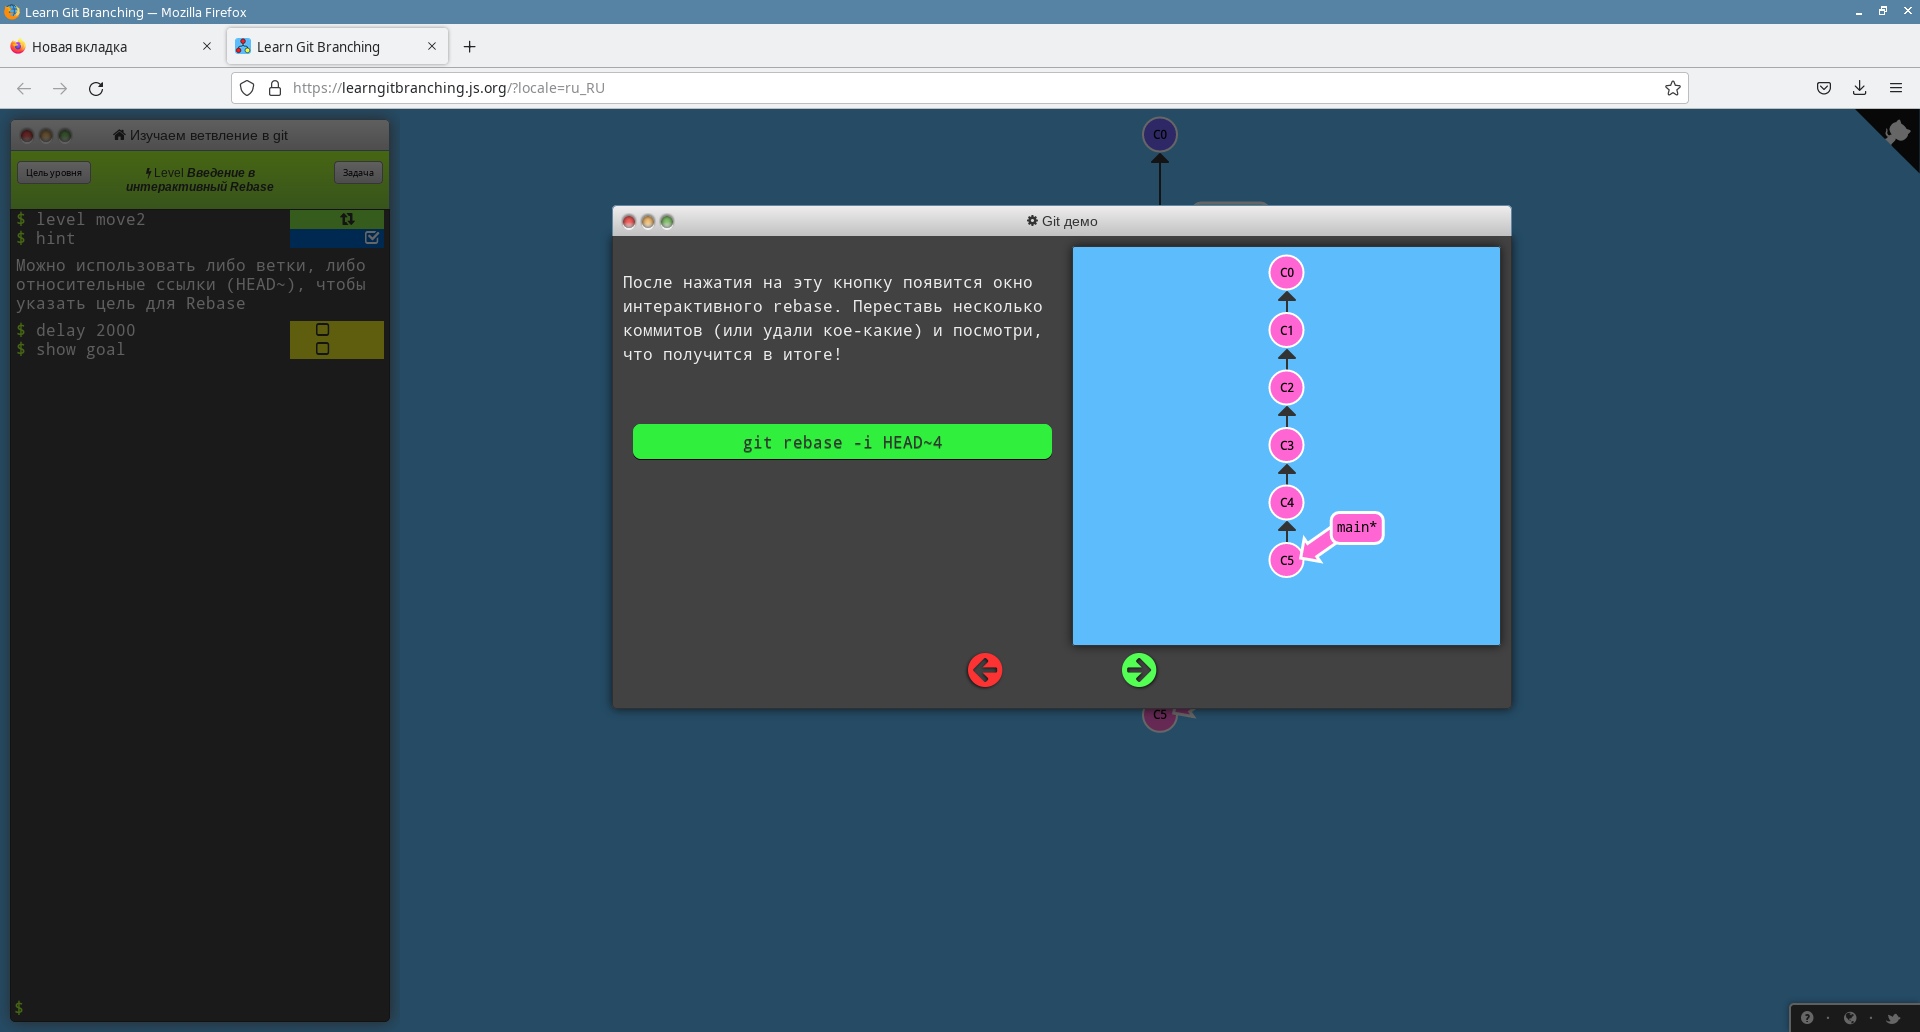 Learn Git Branching — Mozilla Firefox
Новая вкладка
Learn Git Branching
https://learngitbranching.js.org/?locale=ru_RU
Изучаем ветвление в git
Цель уровня
Level Введение в
интерактивный Rebase
Задача
$ level move2
$ hint
Можно использовать либо ветки, либо
относительные ссылки (HEAD~), чтобы
указать цель для Rebase
$ delay 2000
$ show goal
$
C0
Git демо
После нажатия на эту кнопку появится окно
интерактивного rebase. Переставь несколько
коммитов (или удали кое-какие) и посмотри,
что получится в итоге!
git rebase -i HEAD~4
C0
C1
C2
C3
C4
main*
C5
C5